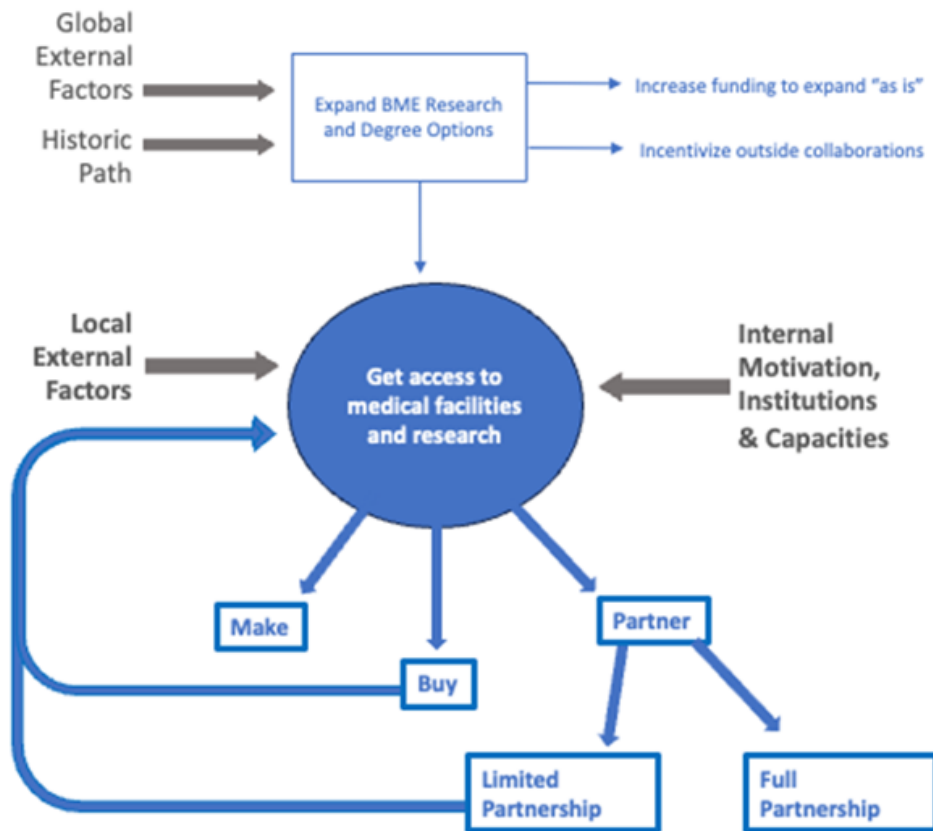 Global
External
Factors
Historic
Path
Expand BME Research
and Degree Options
Increase funding to expand “as is”
Incentivize outside collaborations
Local
External
Factors
Get access to
medical facilities
and research
Internal
Motivation,
Institutions
& Capacities
Make
Buy
Partner
Limited
Partnership
Full
Partnership